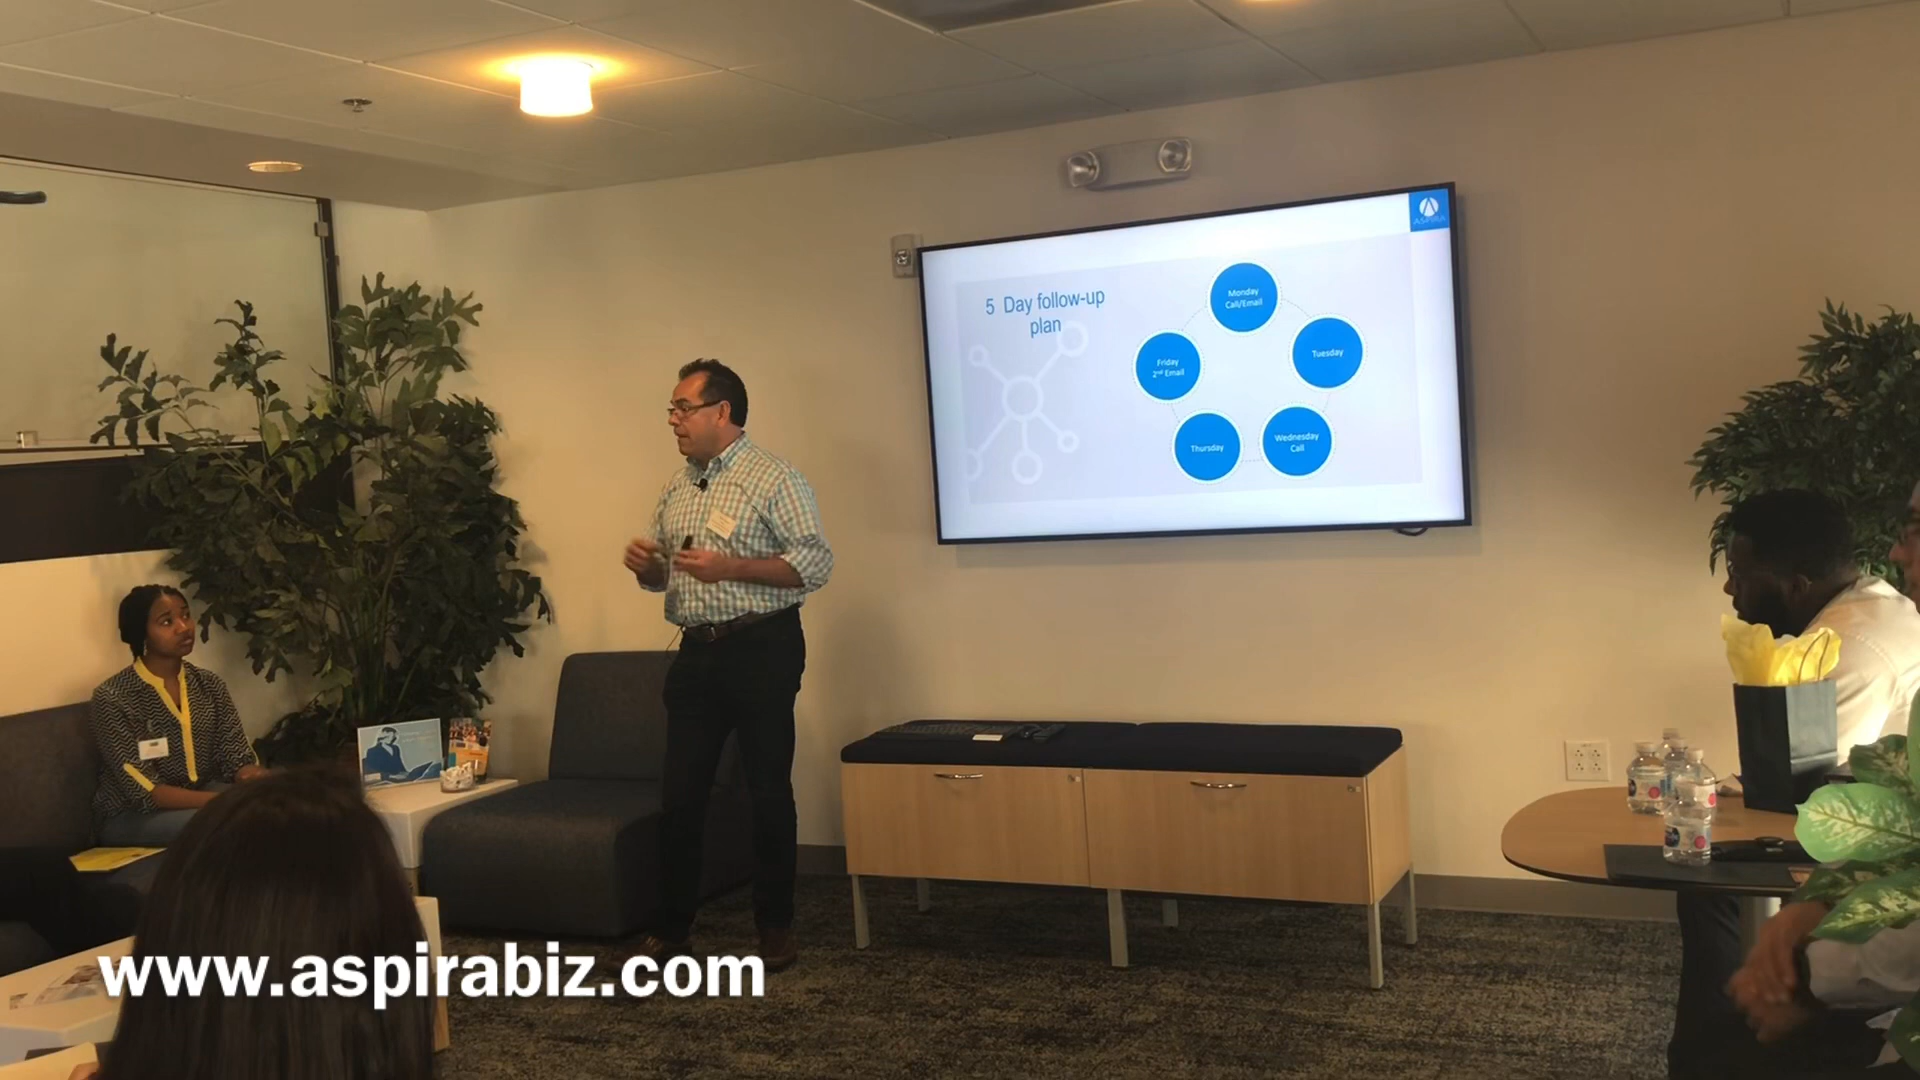 ASPIRA
5 Day follow-up
plan
Monday
Call/Email
Tuesday
Wednesday
Call
Thursday
Friday
2nd Email
www.aspirabiz.com